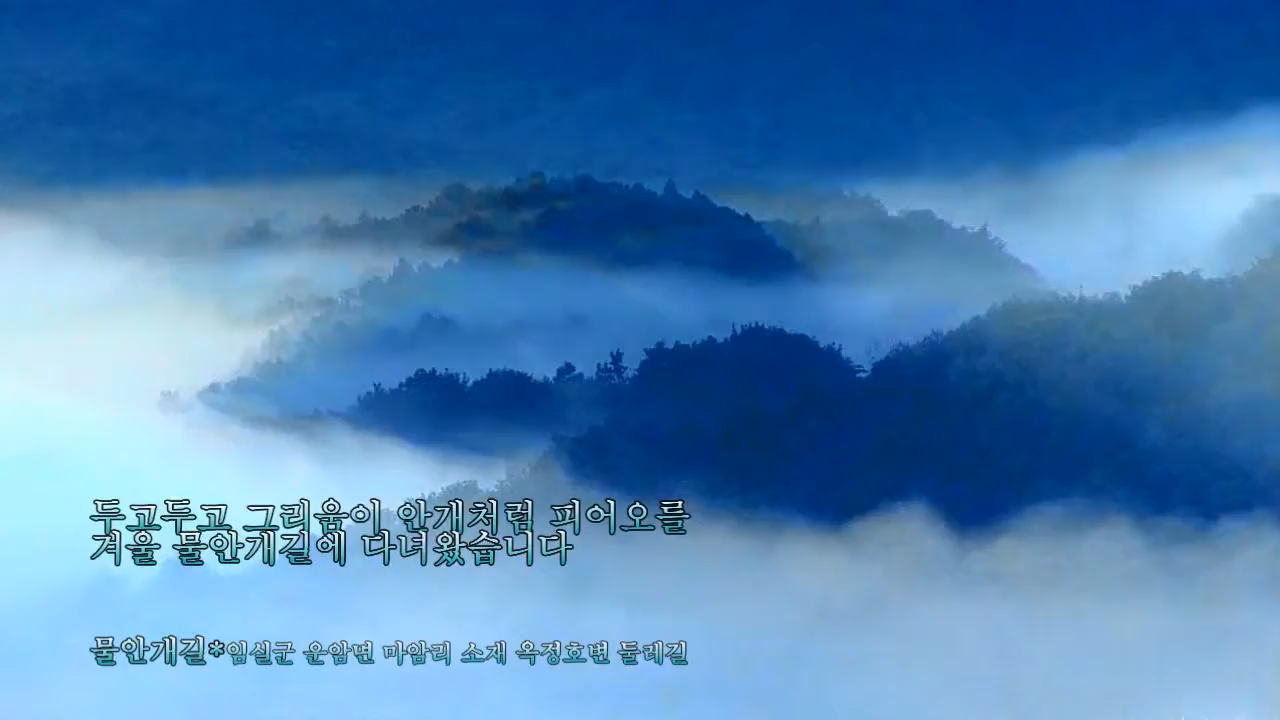 두고두고 그리움이 안개처럼 피어오를
겨울 물안개길에 다녀왔습니다
물안개길*임실군 운암면 마암리 소재 옥정호변 둘레길